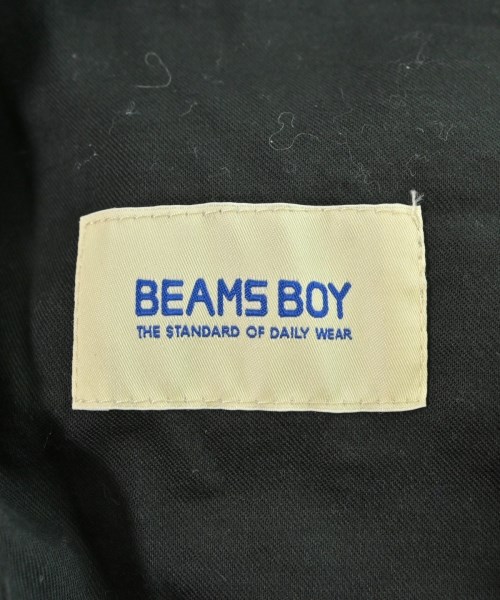 BEAMS BOY
THE STANDARD OF DAILY WEAR